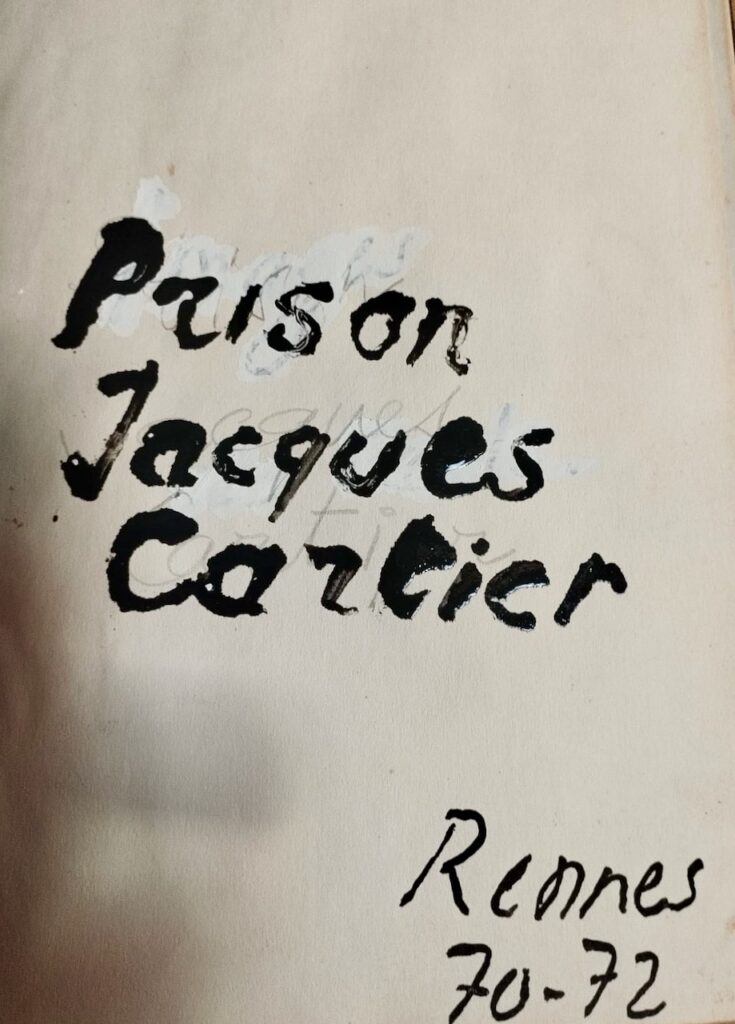 Prison
Jacques
Cartier
Rennes
70-72